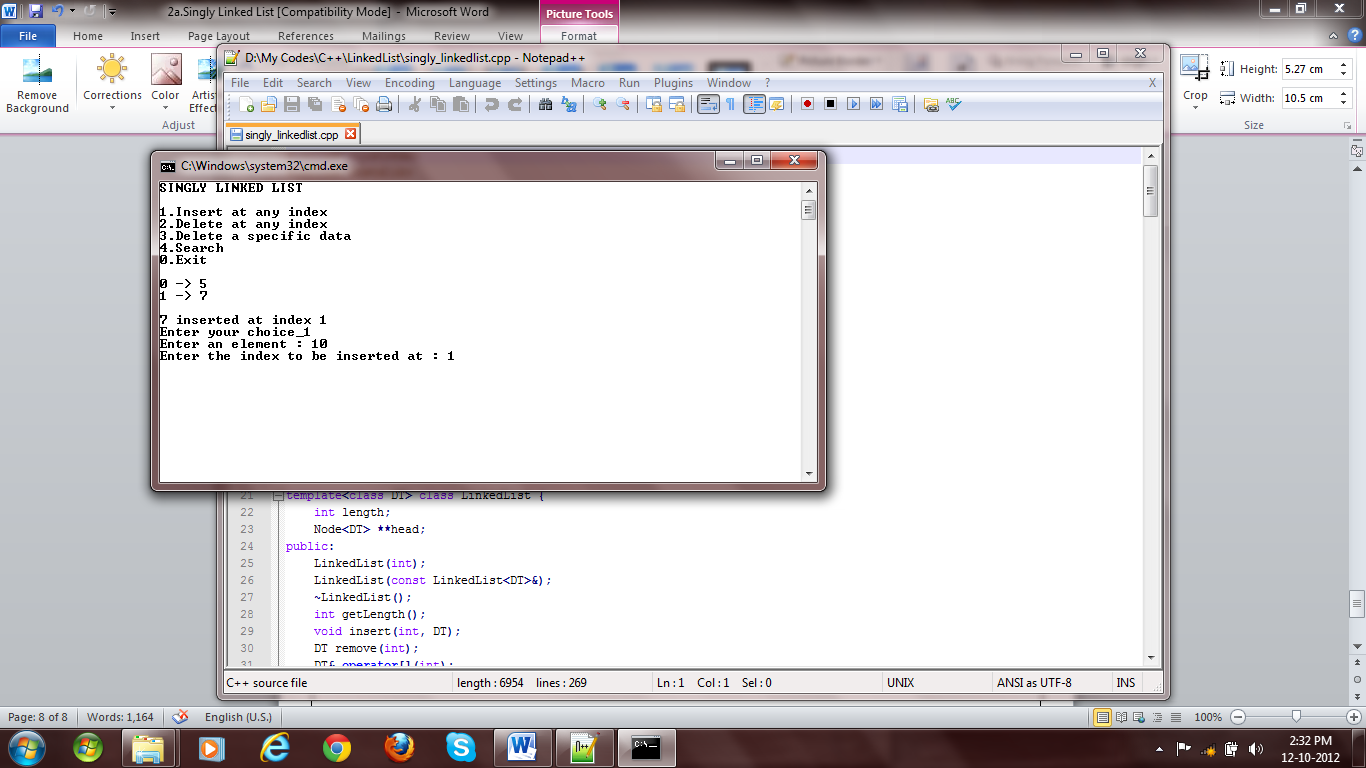 2a.Singly Linked List [Compatibility Mode] - Microsoft Word
Picture Tools
File Home Insert Page Layout References Mailings Review View Format
Remove Background
Corrections
Color
Artis Effec
Adjust
Crop
Height: 5.27 cm
Width: 10.5 cm
Size
D:\My Codes\C++\LinkedList\singly_linkedlist.cpp - Notepad++
File Edit Search View Encoding Language Settings Macro Run Plugins Window ? X
singly_linkedlist.cpp
C:\Windows\system32\cmd.exe
SINGLY LINKED LIST
1.Insert at any index
2.Delete at any index
3.Delete a specific data
4.Search
0.Exit
0 -> 5
1 -> 7
7 inserted at index 1
Enter your choice_1
Enter an element : 10
Enter the index to be inserted at : 1
21 template<class DT> class LinkedList {
22 int length;
23 Node<DT> **head;
24 public:
25 LinkedList(int);
26 LinkedList(const LinkedList<DT>&);
27 ~LinkedList();
28 int getLength();
29 void insert(int, DT);
30 DT remove(int);
31 DT& operator[](int);
C++ source file length : 6954 lines : 269 Ln : 1 Col : 1 Sel : 0 UNIX ANSI as UTF-8 INS
Page: 8 of 8 Words: 1,164 English (U.S.) 100%
2:32 PM
12-10-2012